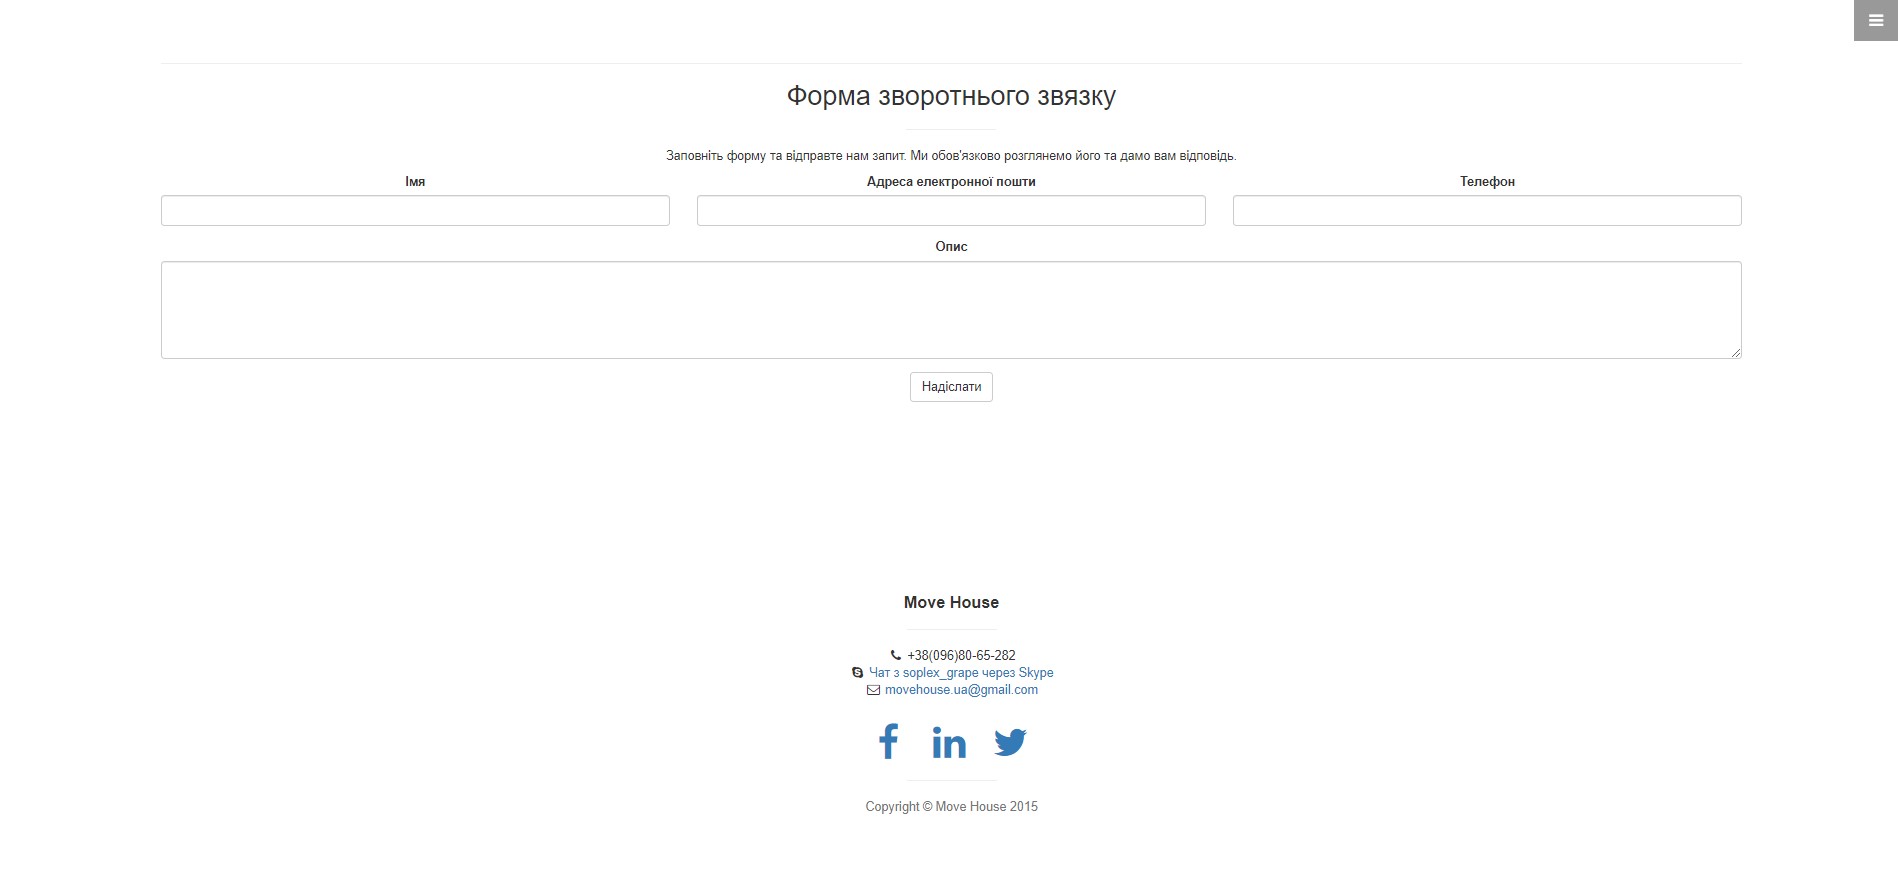 Форма зворотнього звязку
Заповніть форму та відправте нам запит. Ми обов'язково розглянемо його та дамо вам відповідь.
Імя
Адреса електронної пошти
Телефон
Опис
Надіслати
Move House
+38(096)80-65-282
Чат з soplex_grape через Skype
movehouse.ua@gmail.com
Copyright © Move House 2015